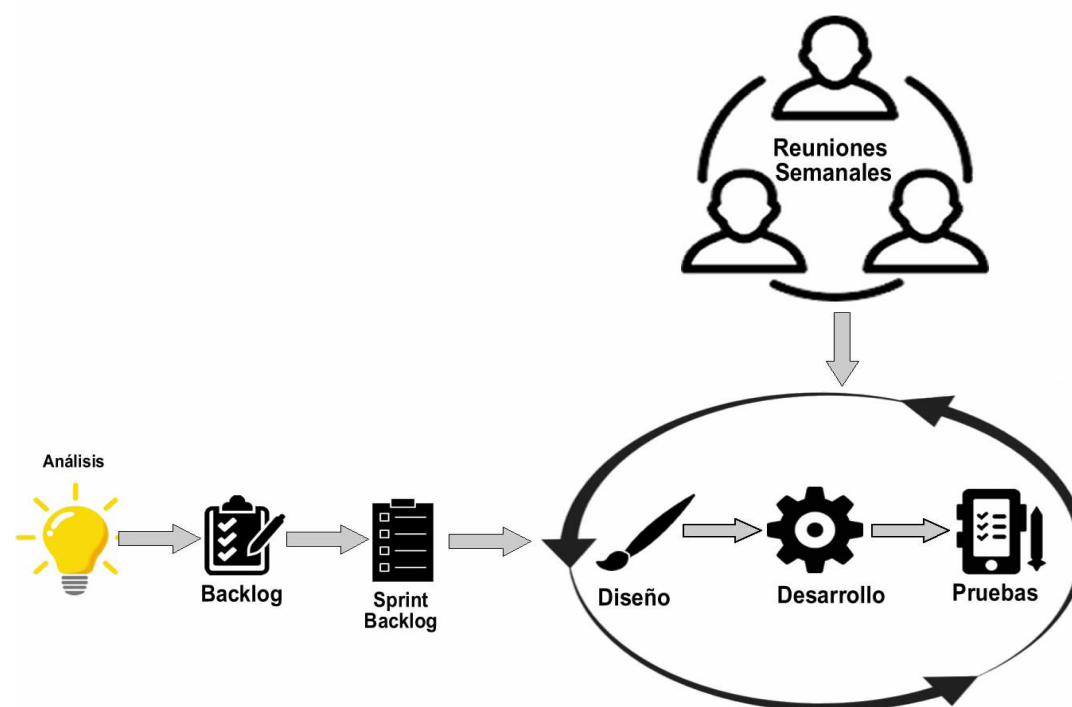 Reuniones
Semanales
Análisis
Backlog
Sprint
Backlog
Diseño
Desarrollo
Pruebas